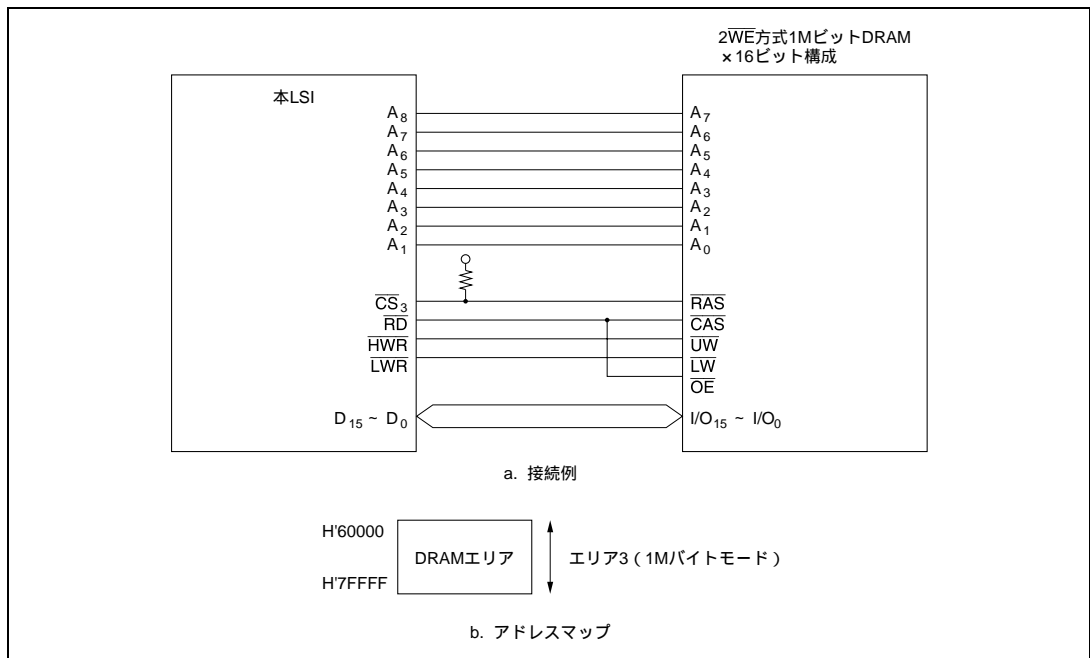 2WE方式1MビットDRAM
×16ビット構成
本LSI
A8 A7
A7 A6
A6 A5
A5 A4
A4 A3
A3 A2
A2 A1
A1 A0
CS3 RAS
RD CAS
HWR UW
LWR LW
OE
D15 ~ D0 I/O15 ~ I/O0
a. 接続例
H'60000
DRAMエリア エリア3（1Mバイトモード）
H'7FFFF
b. アドレスマップ